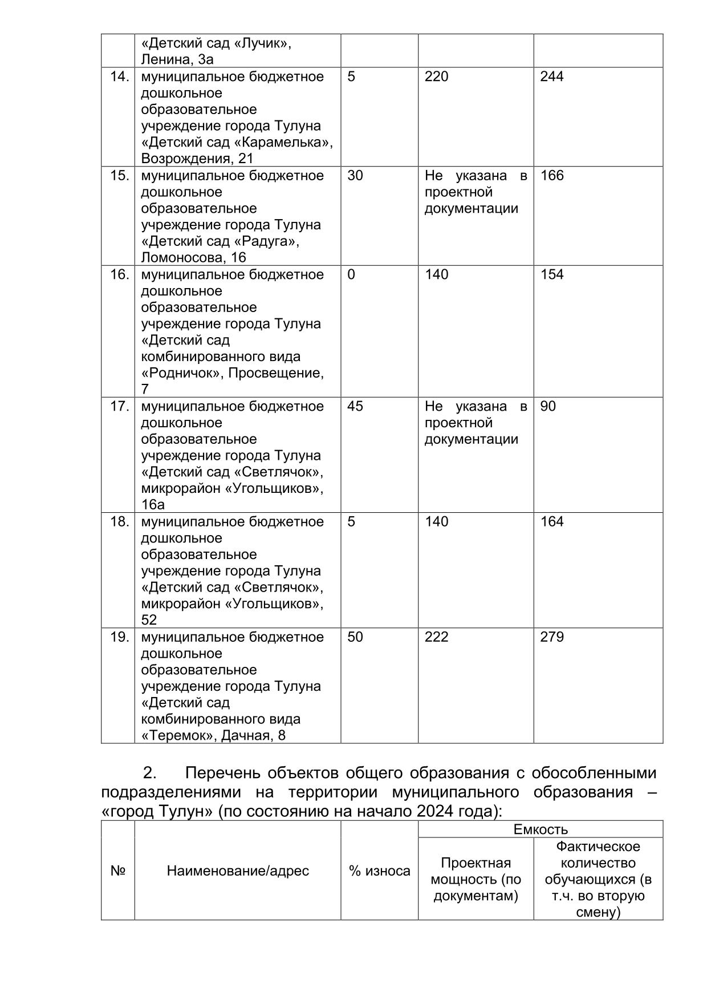 «Детский сад «Лучик»,
Ленина, 3а
14. муниципальное бюджетное 5 220 244
дошкольное
образовательное
учреждение города Тулуна
«Детский сад «Карамелька»,
Возрождения, 21
15. муниципальное бюджетное 30 Не указана в 166
дошкольное проектной
образовательное документации
учреждение города Тулуна
«Детский сад «Радуга»,
Ломоносова, 16
16. муниципальное бюджетное 0 140 154
дошкольное
образовательное
учреждение города Тулуна
«Детский сад
комбинированного вида
«Родничок», Просвещение,
7
17. муниципальное бюджетное 45 Не указана в 90
дошкольное проектной
образовательное документации
учреждение города Тулуна
«Детский сад «Светлячок»,
микрорайон «Угольщиков»,
16а
18. муниципальное бюджетное 5 140 164
дошкольное
образовательное
учреждение города Тулуна
«Детский сад «Светлячок»,
микрорайон «Угольщиков»,
52
19. муниципальное бюджетное 50 222 279
дошкольное
образовательное
учреждение города Тулуна
«Детский сад
комбинированного вида
«Теремок», Дачная, 8
2. Перечень объектов общего образования с обособленными
подразделениями на территории муниципального образования –
«город Тулун» (по состоянию на начало 2024 года):
№
Наименование/адрес
% износа
Емкость
Проектная
мощность (по
документам)
Фактическое
количество
обучающихся (в
т.ч. во вторую
смену)